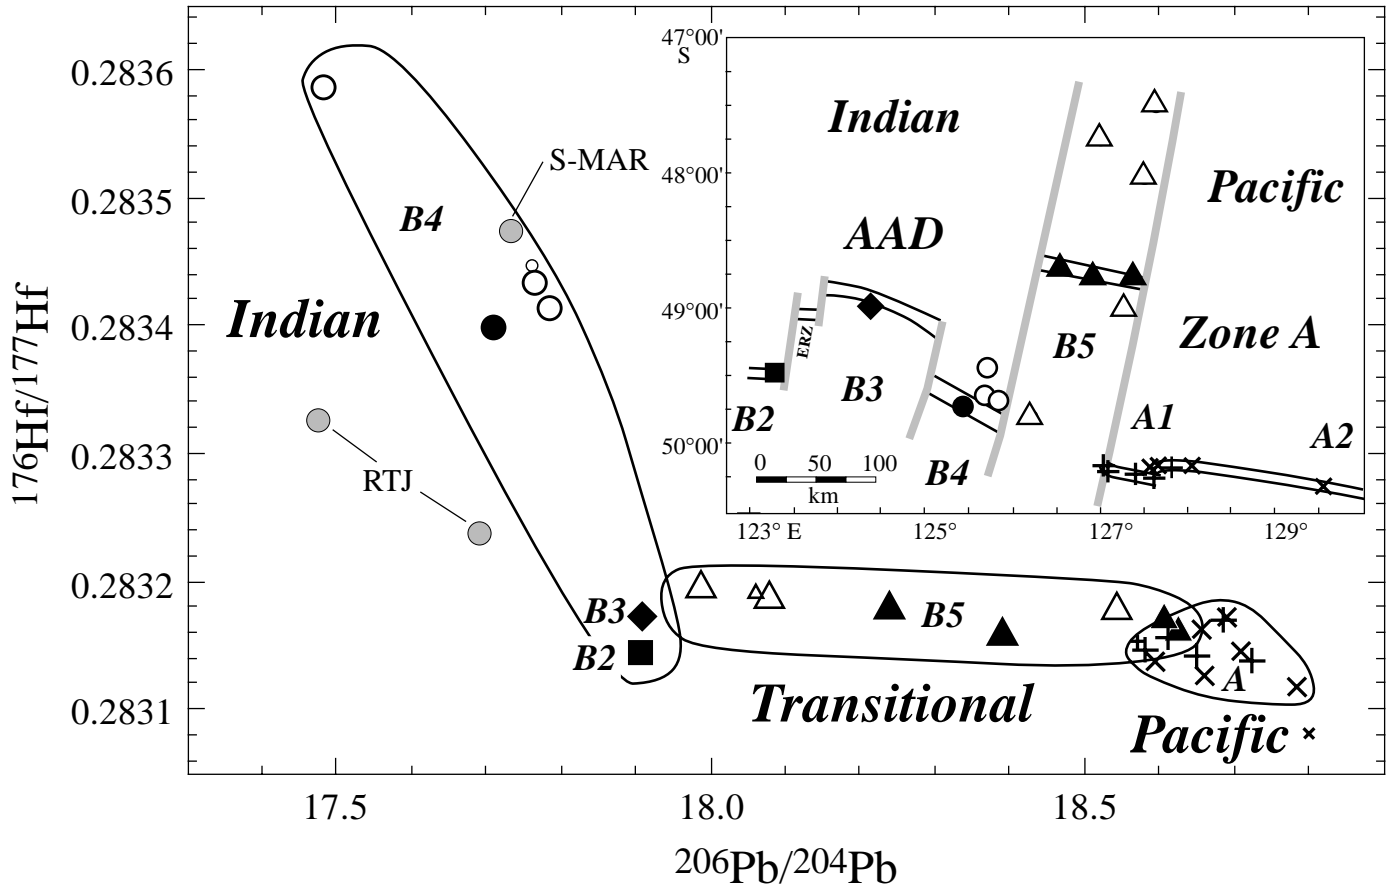 0.2836
0.2835
0.2834
0.2833
0.2832
0.2831
176Hf/177Hf
17.5
18.0
18.5
206Pb/204Pb
B4
S-MAR
Indian
RTJ
B3
B2
B5
Transitional
A
Pacific
47°00'
S
48°00'
49°00'
50°00'
Indian
Pacific
AAD
Zone A
ERZ
B5
B3
B2
B4
A1
A2
0 50 100
km
123° E
125°
127°
129°